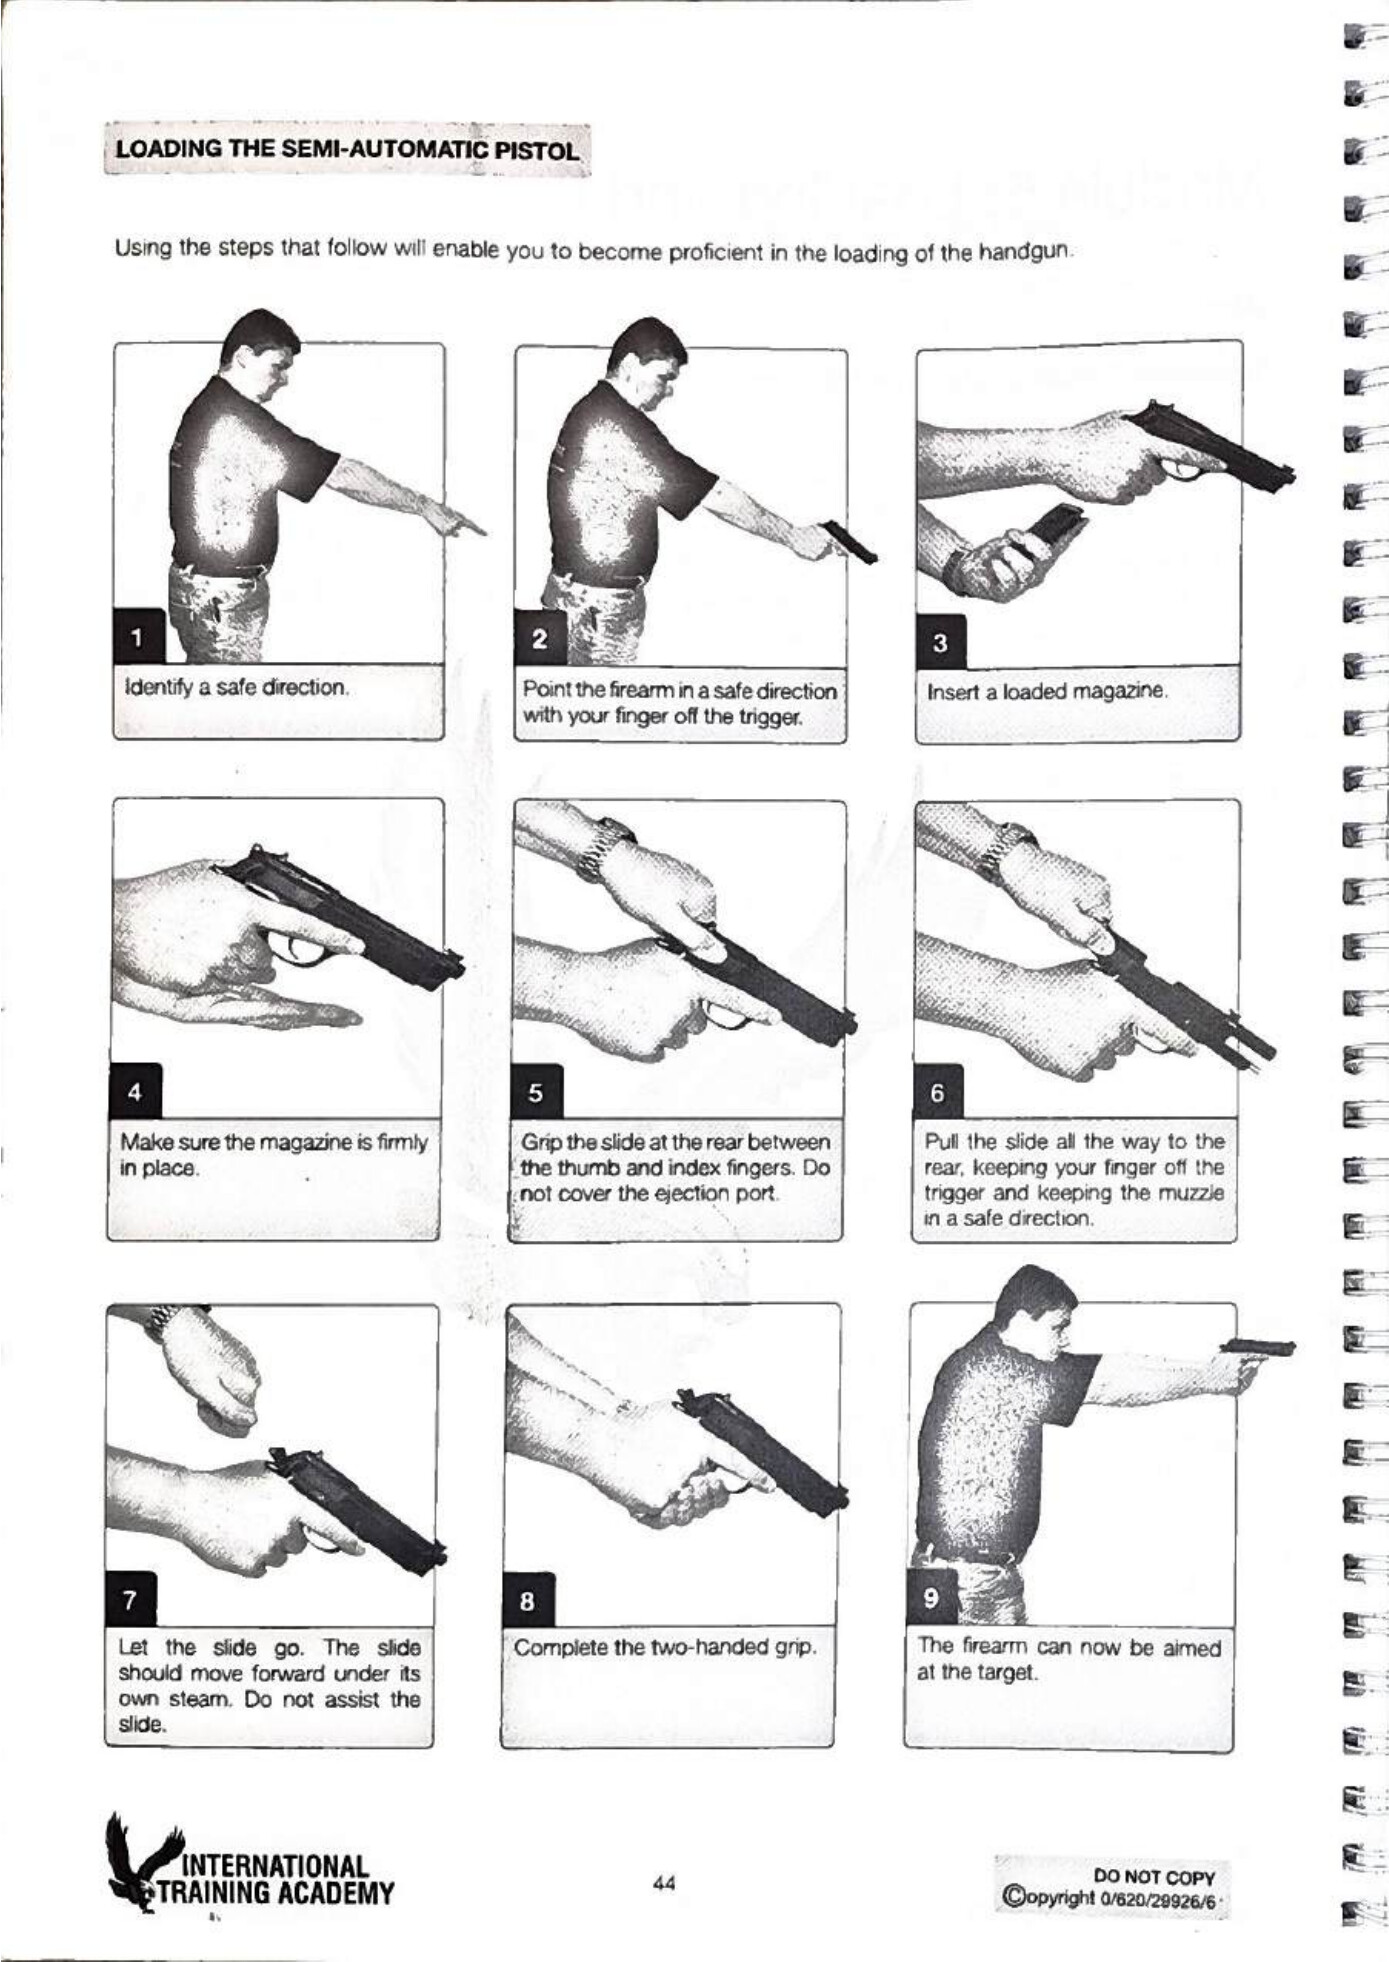 LOADING THE SEMI-AUTOMATIC PISTOL
Using the steps that follow will enable you to become proficient in the loading of the handgun.
1
Identify a safe direction.
2
Point the firearm in a safe direction
with your finger off the trigger.
3
Insert a loaded magazine.
4
Make sure the magazine is firmly
in place.
5
Grip the slide at the rear between
the thumb and index fingers. Do
not cover the ejection port.
6
Pull the slide all the way to the
rear, keeping your finger off the
trigger and keeping the muzzle
in a safe direction.
7
Let the slide go. The slide
should move forward under its
own steam. Do not assist the
slide.
8
Complete the two-handed grip.
9
The firearm can now be aimed
at the target.
INTERNATIONAL
TRAINING ACADEMY
44
DO NOT COPY
©opyright 0/620/29926/6